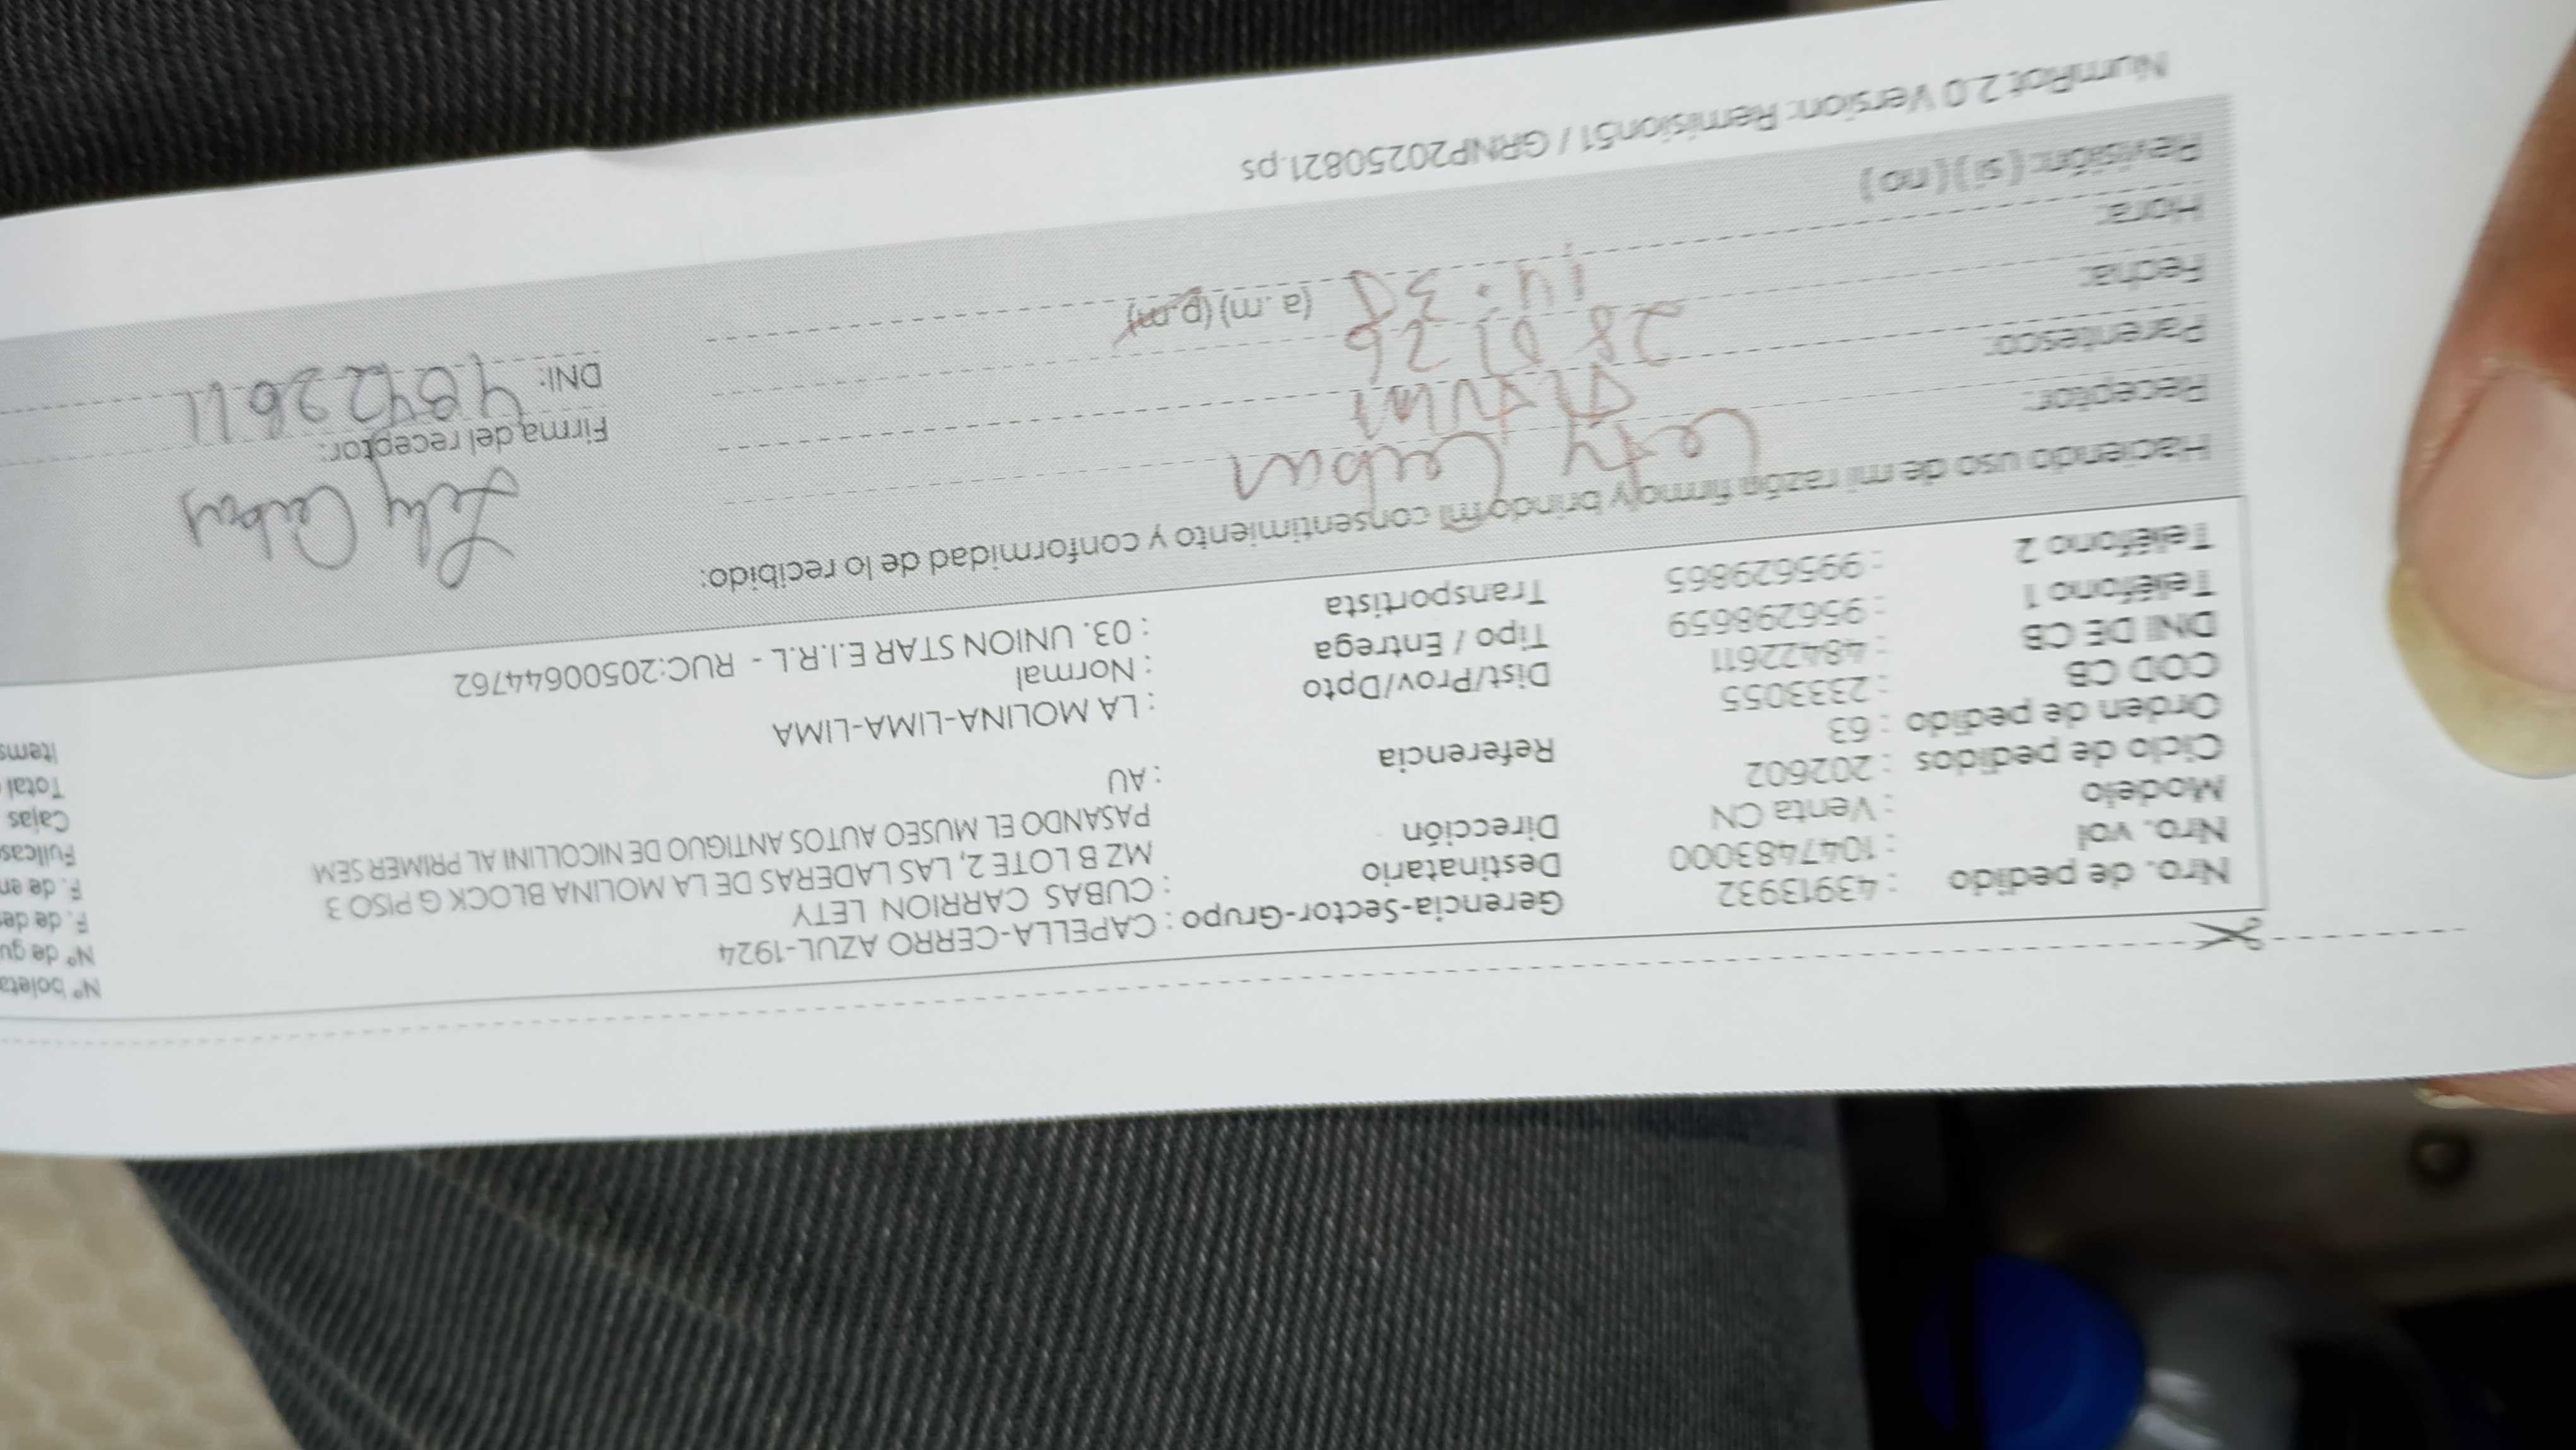 Nro. de pedido : 43913932
Nro. vol : 1047483000
Modelo : Venta CN
Ciclo de pedidos : 202602
Orden de pedido : 63
COD CB : 2333055
DNI DE CB : 48422611
Teléfono 1 : 956298659
Teléfono 2 : 995629865
Gerencia-Sector-Grupo : CAPELLA-CERRO AZUL-1924
Destinatario : CUBAS CARRION LETY
Dirección MZ B LOTE 2, LAS LADERAS DE LA MOLINA BLOCK G PISO 3
PASANDO EL MUSEO AUTOS ANTIGUO DE NICOLLINI AL PRIMER SEM
Referencia : AU
Dist/Prov/Dpto : LA MOLINA-LIMA-LIMA
Tipo / Entrega : Normal
Transportista : 03. UNION STAR E.I.R.L - RUC:20500644762
Nº boleta
Nº de gu
F. de des
F. de en
Fullcas
Cajas
Total
Items
Haciendo uso de mi razón firmo y brindo mi consentimiento y conformidad de lo recibido:
Receptor: Lety Cubas
Parentesco: Titular
Fecha: 28 01 26
Hora: 14:38 (a.m) (p.m)
Revisión: (si) (no)
Lety Cubas
Firma del receptor:
DNI: 48422611
NumRot 2.0 Version: Remision51 / GRNP20250821.ps